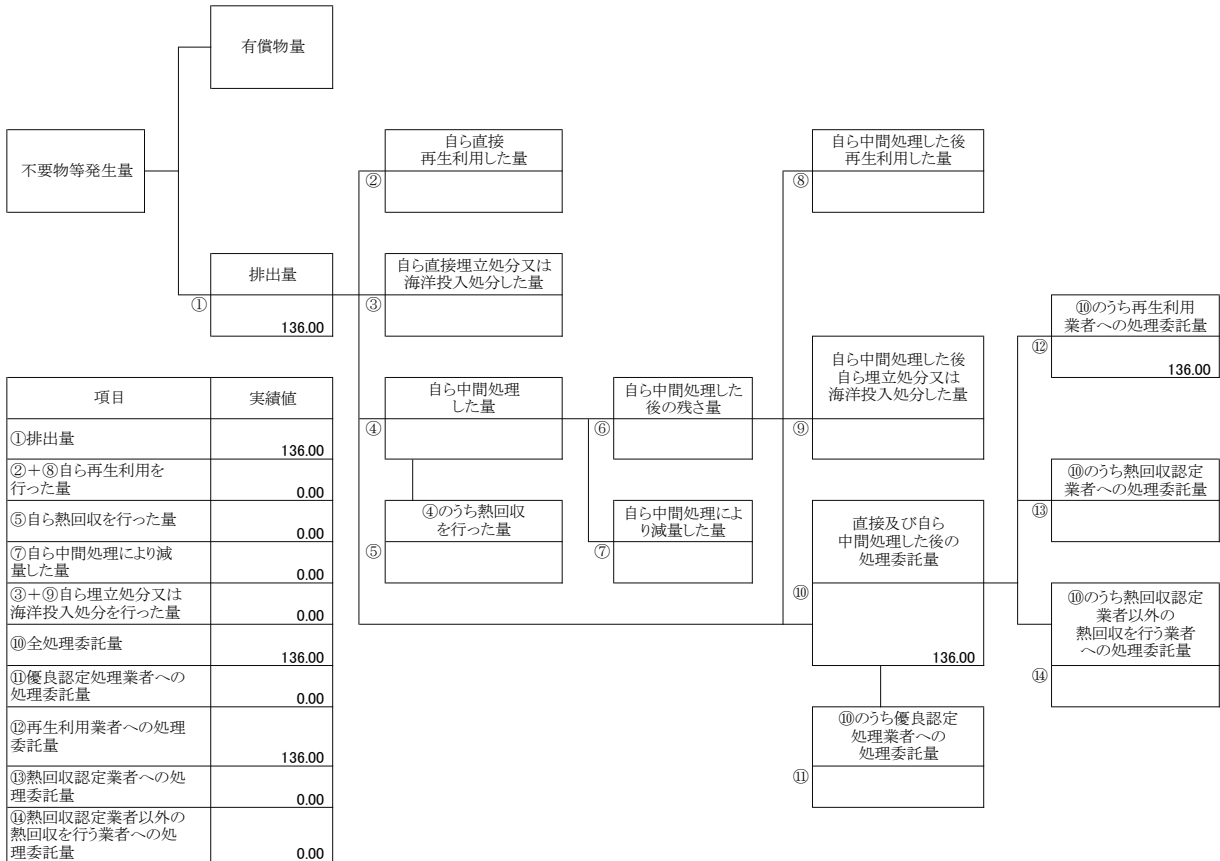 有償物量
不要物等発生量
自ら直接
再生利用した量
②
自ら中間処理した後
再生利用した量
⑧
排出量
①
136.00
自ら直接埋立処分又は
海洋投入処分した量
③
⑩のうち再生利用
業者への処理委託量
⑫
136.00
自ら中間処理
した量
④
自ら中間処理した
後の残さ量
⑥
自ら中間処理した後
自ら埋立処分又は
海洋投入処分した量
⑨
④のうち熱回収
を行った量
⑤
自ら中間処理によ
り減量した量
⑦
直接及び自ら
中間処理した後の
処理委託量
⑩
136.00
⑩のうち熱回収認定
業者への処理委託量
⑬
⑩のうち熱回収認定
業者以外の
熱回収を行う業者
への処理委託量
⑭
⑩のうち優良認定
処理業者への
処理委託量
⑪
項目 実績値
①排出量
136.00
②+⑧自ら再生利用を
行った量
0.00
⑤自ら熱回収を行った量
0.00
⑦自ら中間処理により減
量した量
0.00
③+⑨自ら埋立処分又は
海洋投入処分を行った量
0.00
⑩全処理委託量
136.00
⑪優良認定処理業者への
処理委託量
0.00
⑫再生利用業者への処理
委託量
136.00
⑬熱回収認定業者への処
理委託量
0.00
⑭熱回収認定業者以外の
熱回収を行う業者への処
理委託量
0.00